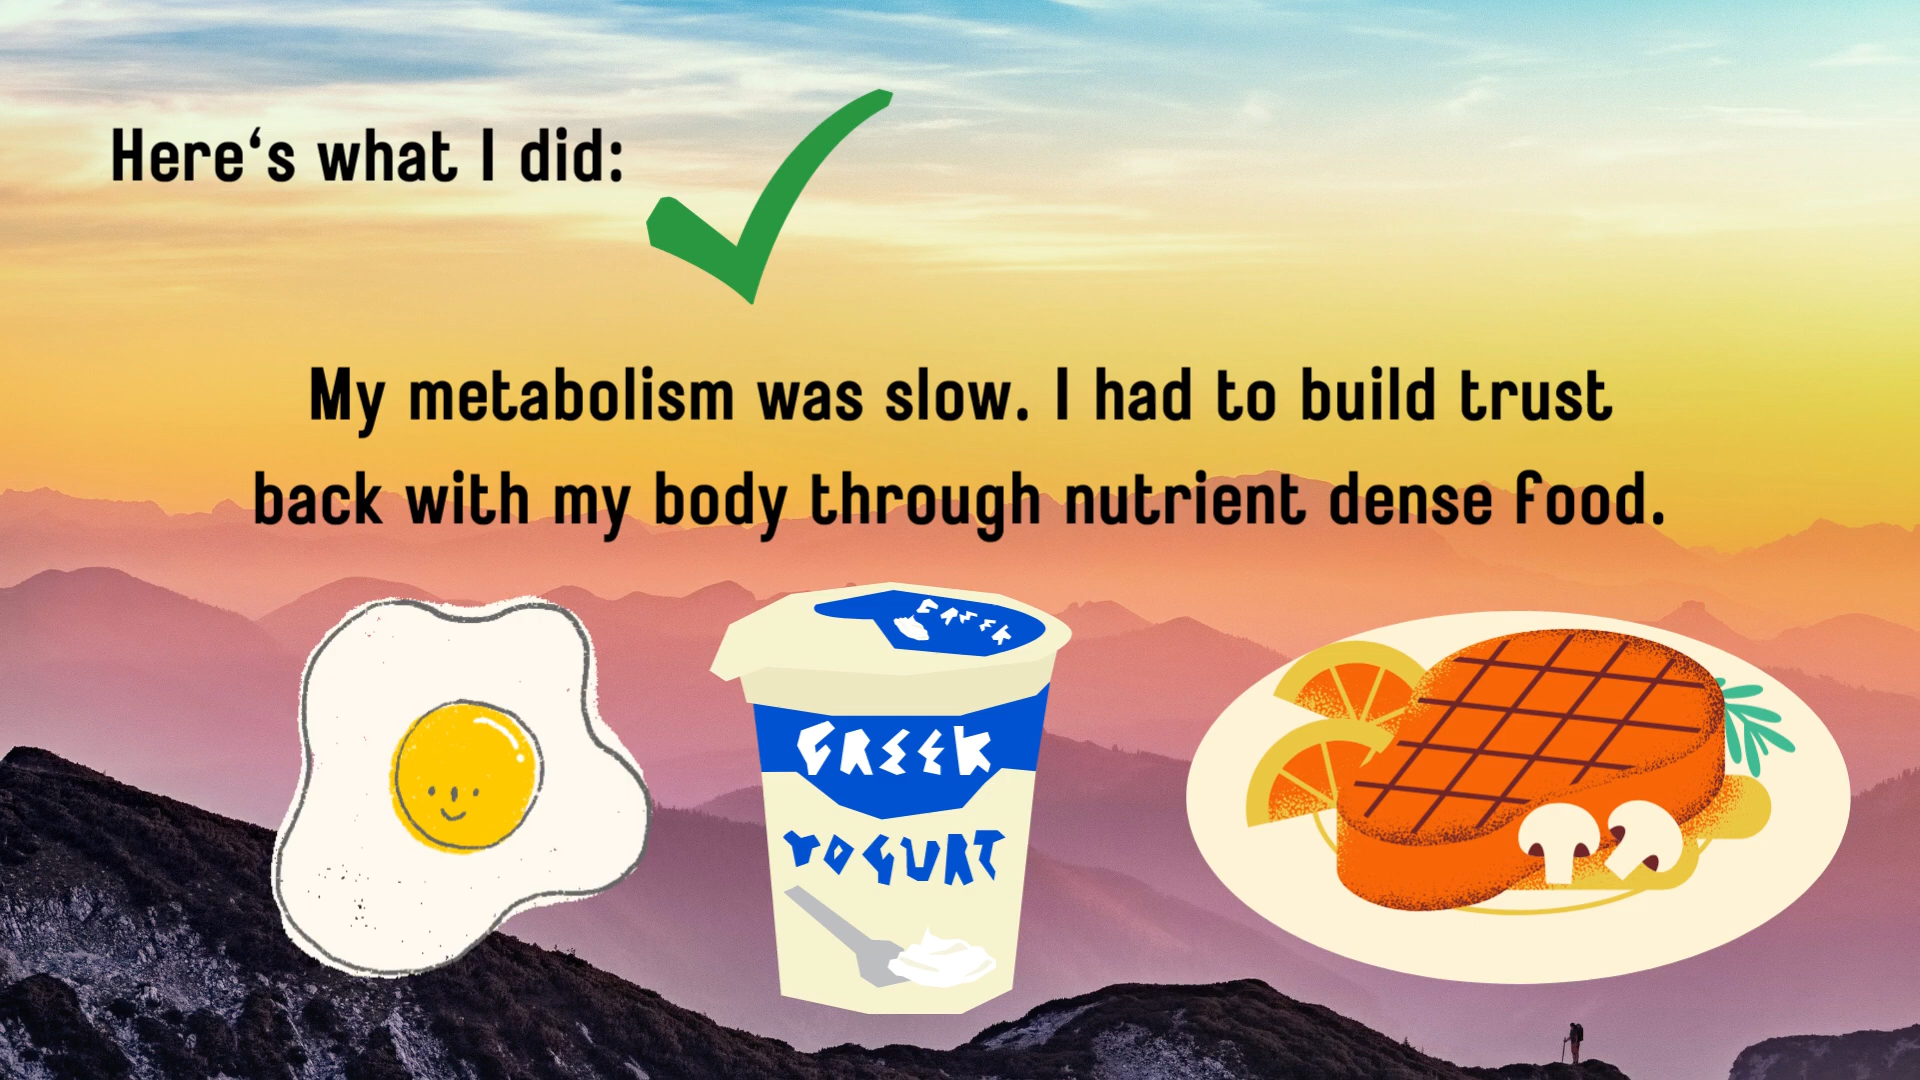 Here‘s what I did:
My metabolism was slow. I had to build trust
back with my body through nutrient dense food.
GREEK
GREEK
YOGURT